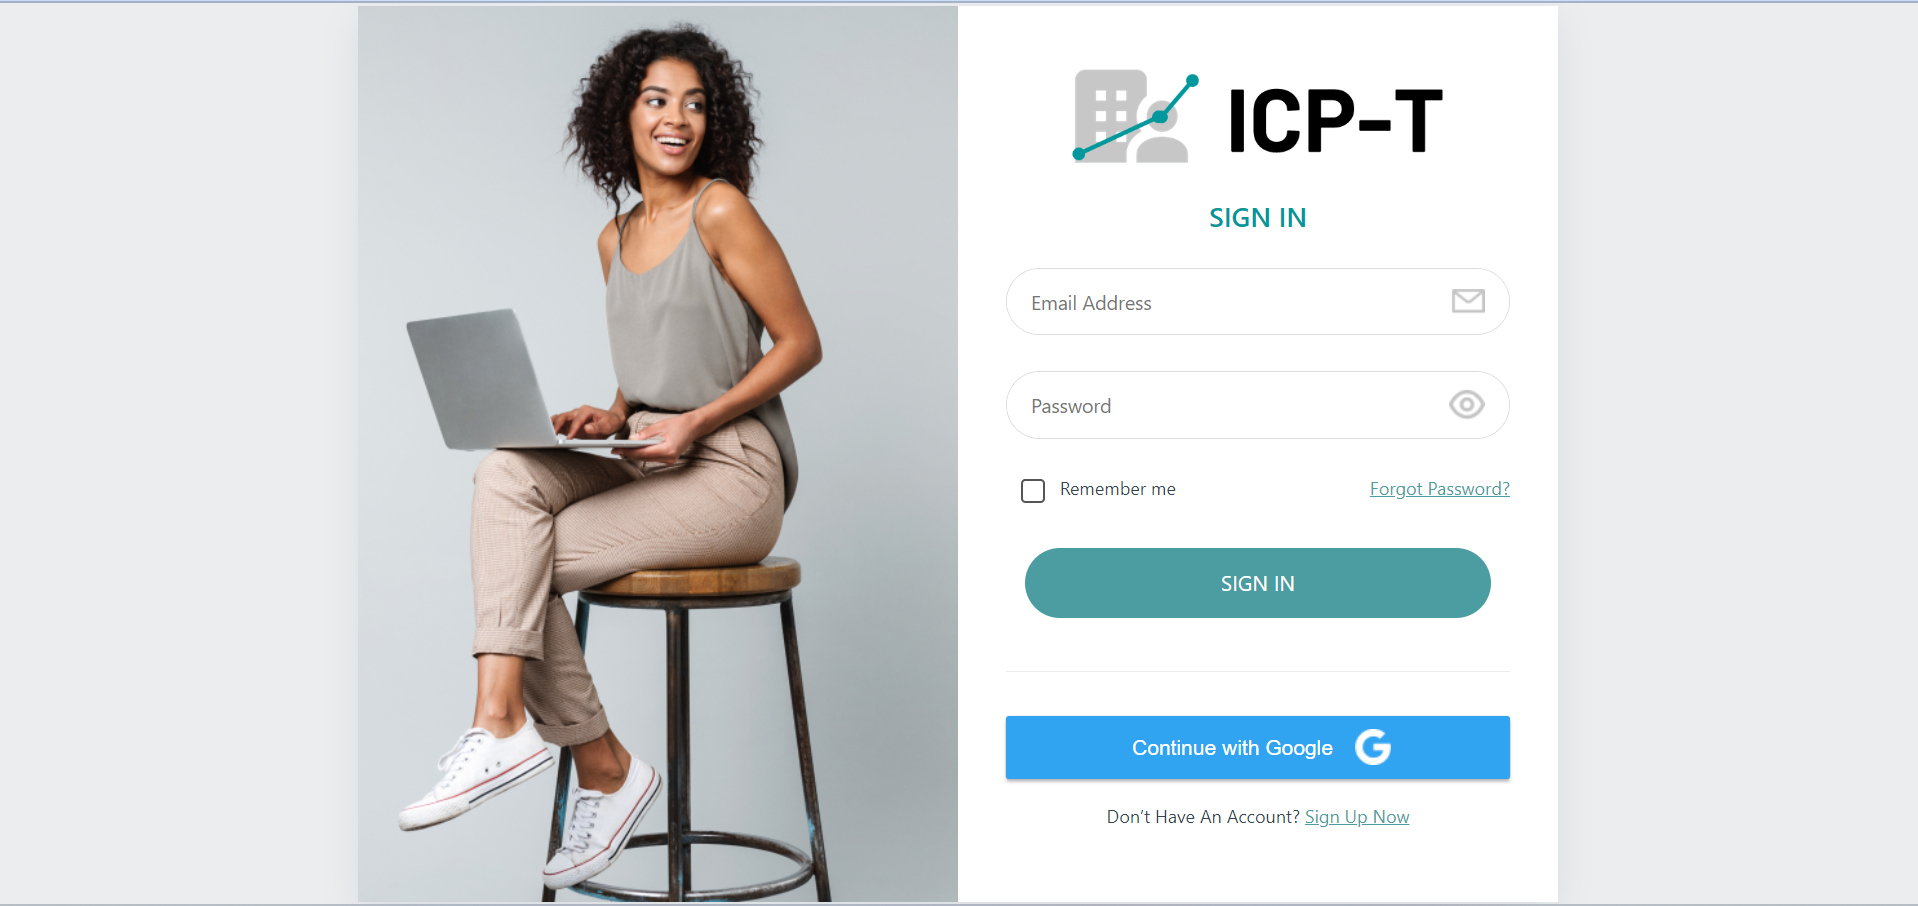 ICP-T
SIGN IN
Email Address
Password
Remember me
Forgot Password?
SIGN IN
Continue with Google
Don’t Have An Account? Sign Up Now